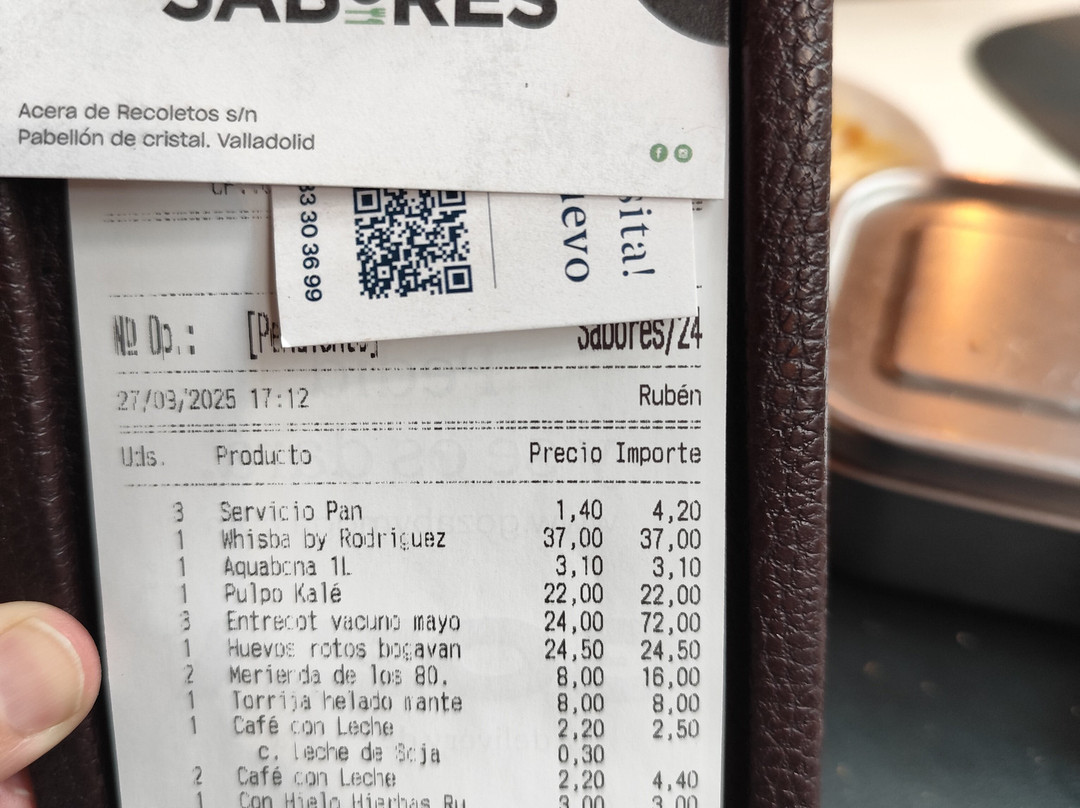 SABORES
Acera de Recoletos s/n
Pabellón de cristal. Valladolid
33 30 36 99
sita!
evo
Nº Op.: Sabores/24
27/03/2025 17:12 Rubén
Uds. Producto Precio Importe
3 Servicio Pan 1,40 4,20
1 Whisba by Rodriguez 37,00 37,00
1 Aquabona 1L 3,10 3,10
1 Pulpo Kalé 22,00 22,00
3 Entrecot vacuno mayo 24,00 72,00
1 Huevos rotos bogavan 24,50 24,50
2 Merienda de los 80. 8,00 16,00
1 Torrija helado mante 8,00 8,00
1 Café con Leche 2,20 2,50
c. Leche de Soja 0,30
2 Café con Leche 2,20 4,40
1 Con Hielo Hierbas Ru 3,00 3,00